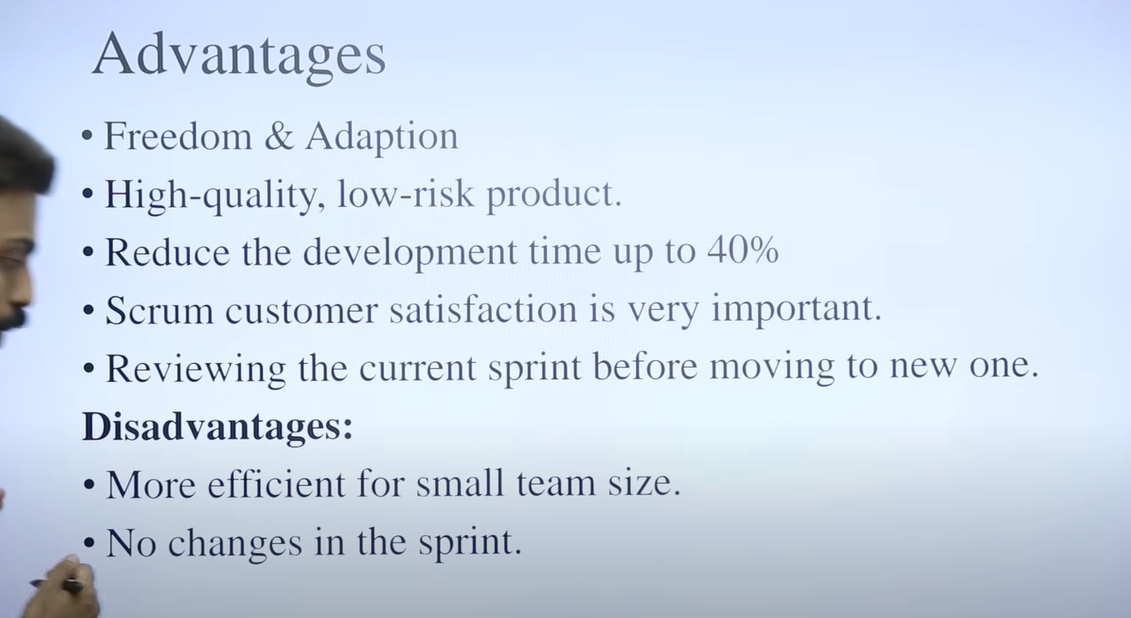 Advantages
• Freedom & Adaption
• High-quality, low-risk product.
• Reduce the development time up to 40%
• Scrum customer satisfaction is very important.
• Reviewing the current sprint before moving to new one.
Disadvantages:
• More efficient for small team size.
• No changes in the sprint.